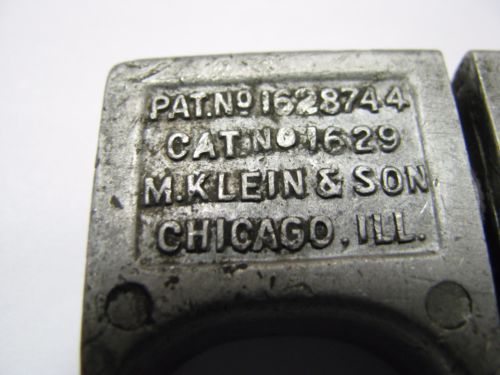 PAT.NO 1628744
CAT.NO 1629
M.KLEIN & SON
CHICAGO, ILL.